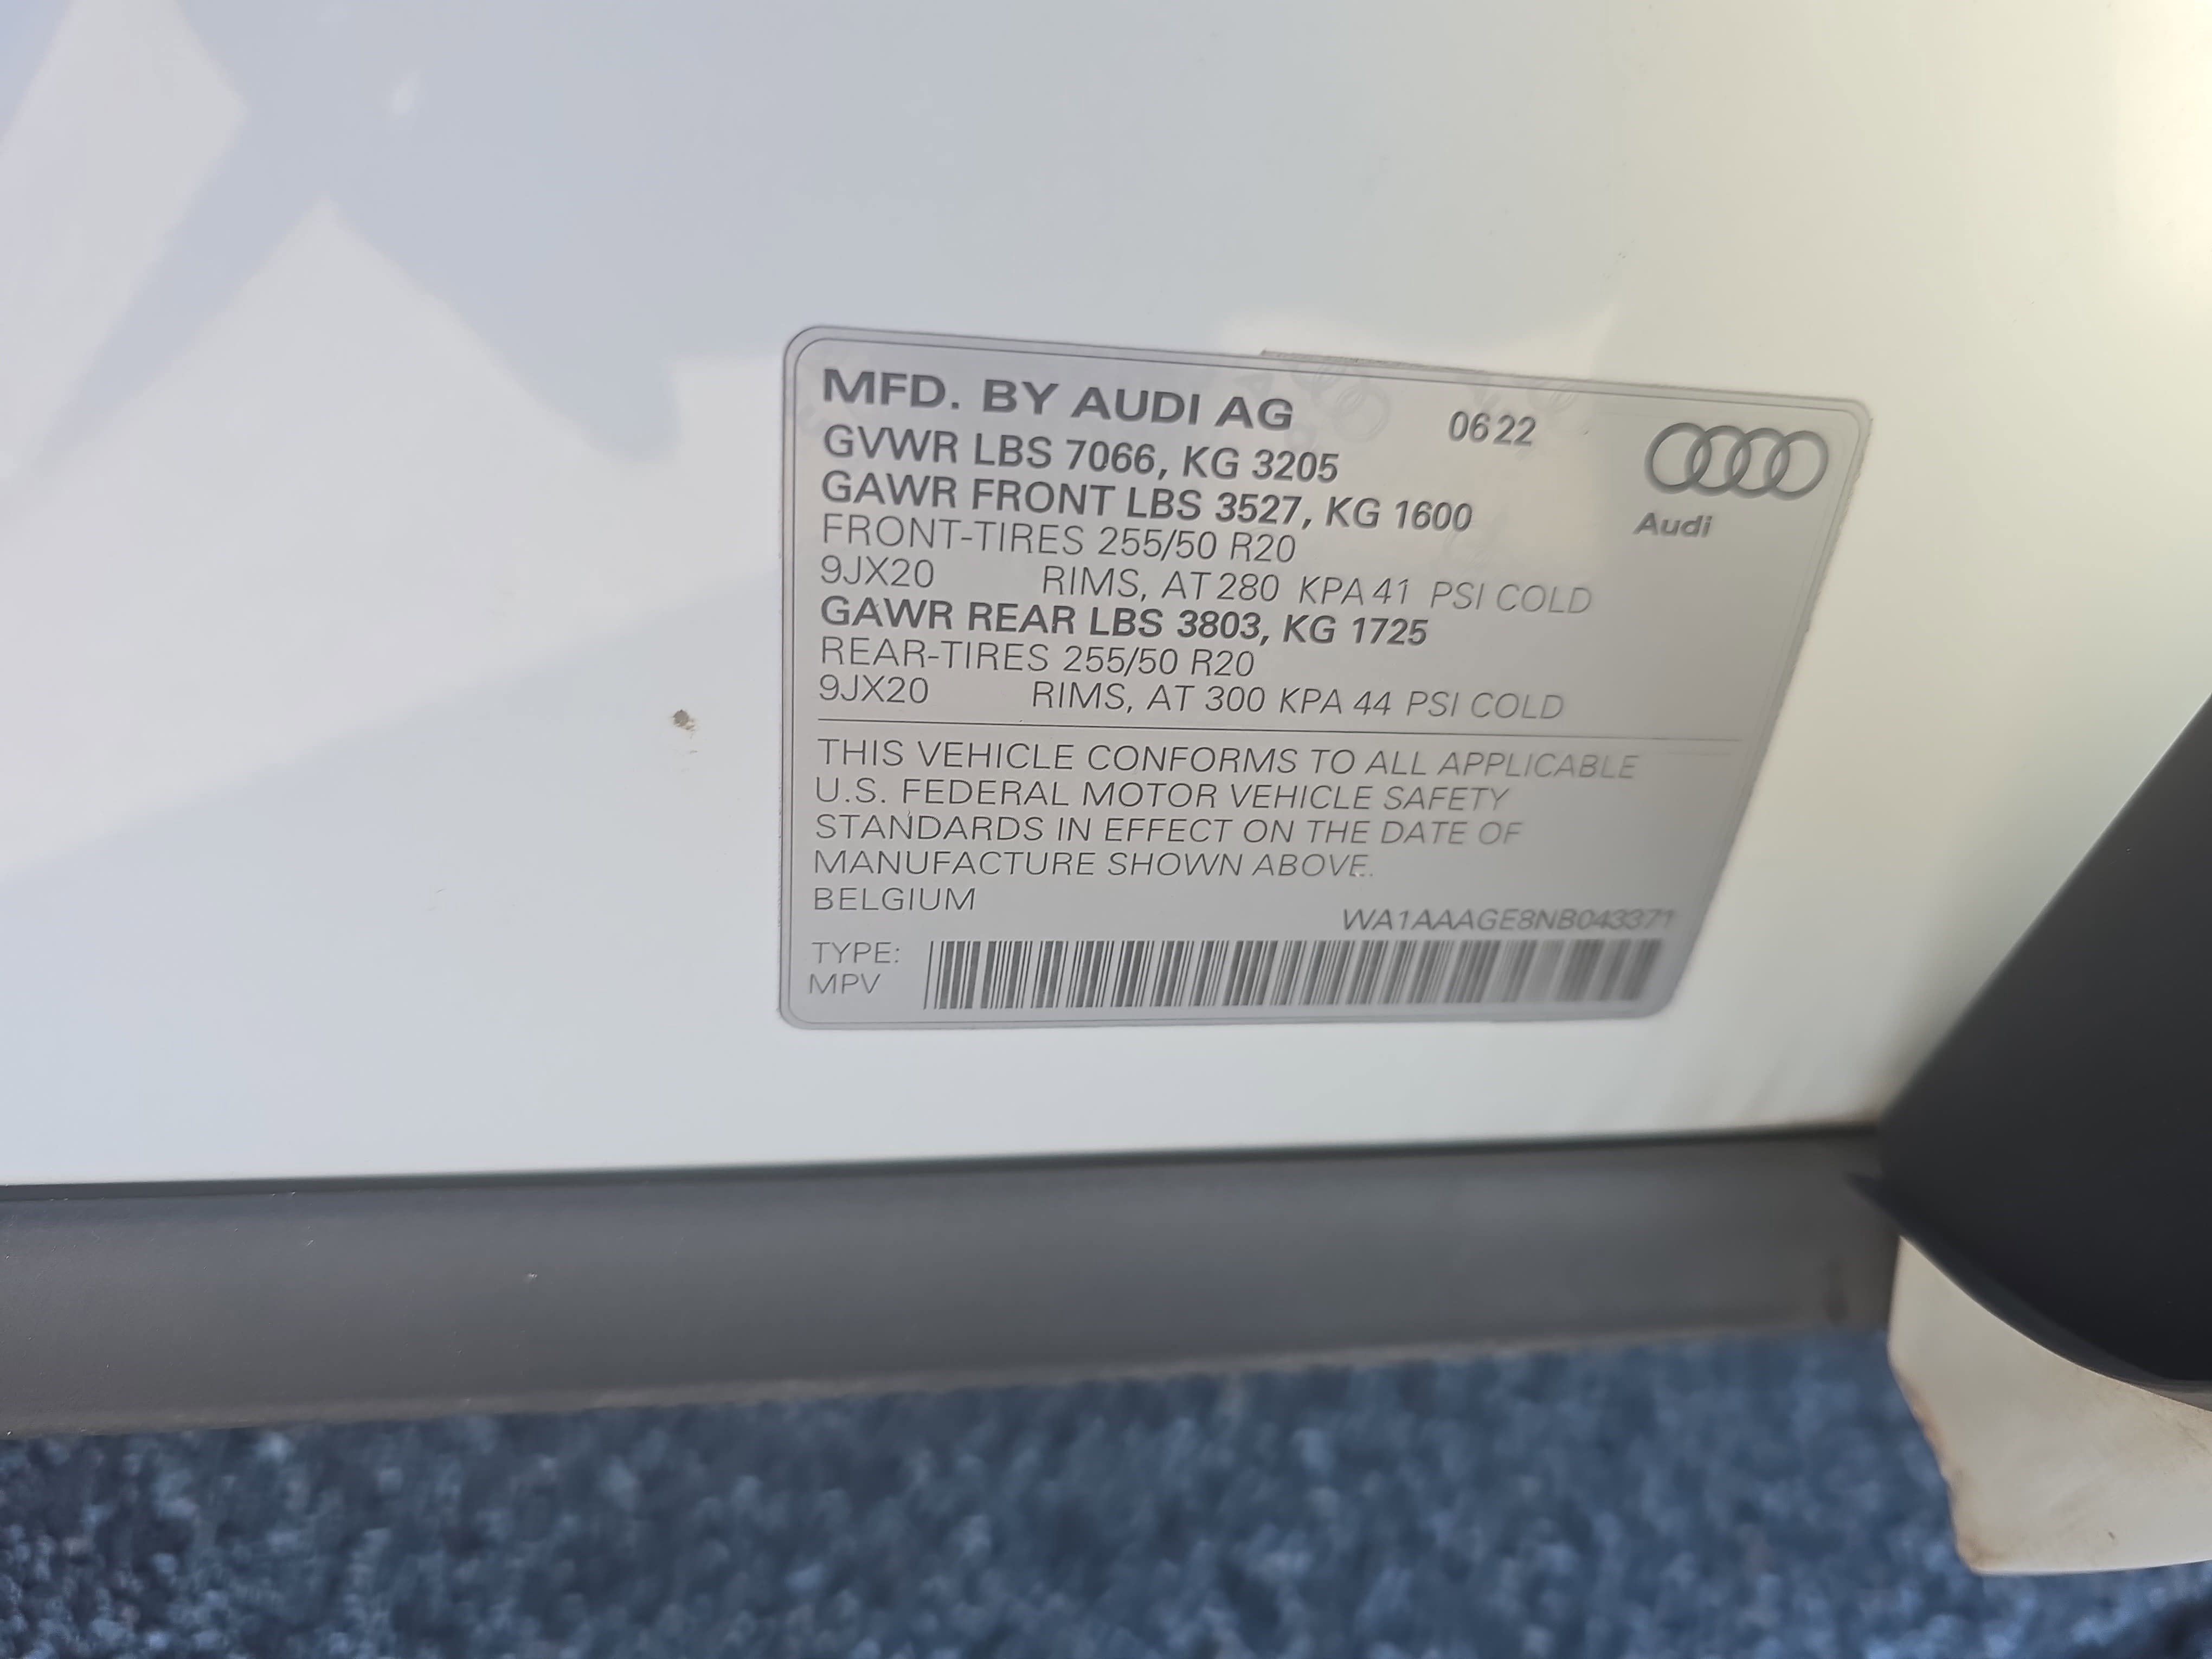 MFD. BY AUDI AG 0622
GVWR LBS 7066, KG 3205
GAWR FRONT LBS 3527, KG 1600
Audi
FRONT-TIRES 255/50 R20
9JX20 RIMS, AT 280 KPA 41 PSI COLD
GAWR REAR LBS 3803, KG 1725
REAR-TIRES 255/50 R20
9JX20 RIMS, AT 300 KPA 44 PSI COLD
THIS VEHICLE CONFORMS TO ALL APPLICABLE
U.S. FEDERAL MOTOR VEHICLE SAFETY
STANDARDS IN EFFECT ON THE DATE OF
MANUFACTURE SHOWN ABOVE.
BELGIUM
WA1AAAGE8NB043371
TYPE:
MPV